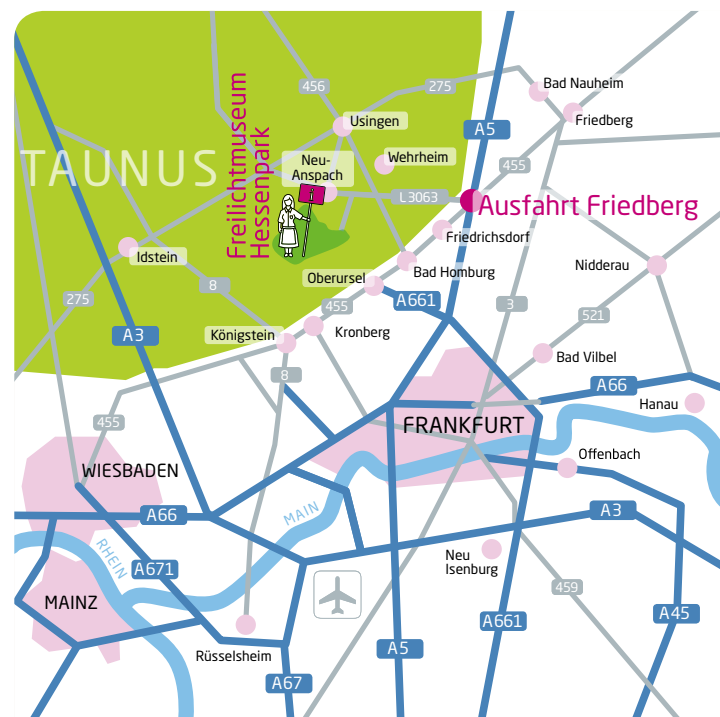 456
275
Bad Nauheim
Friedberg
Usingen
A5
Freilichtmuseum
Hessenpark
TAUNUS
Neu-
Anspach
Wehrheim
455
L3063
Ausfahrt Friedberg
Friedrichsdorf
Idstein
Bad Homburg
Nidderau
Oberursel
8
275
A661
455
3
521
A3
Königstein
Kronberg
Bad Vilbel
8
A66
Hanau
455
FRANKFURT
Offenbach
WIESBADEN
A66
MAIN
A3
RHEIN
A671
Neu
Isenburg
459
MAINZ
A661
A45
Rüsselsheim
A5
A67